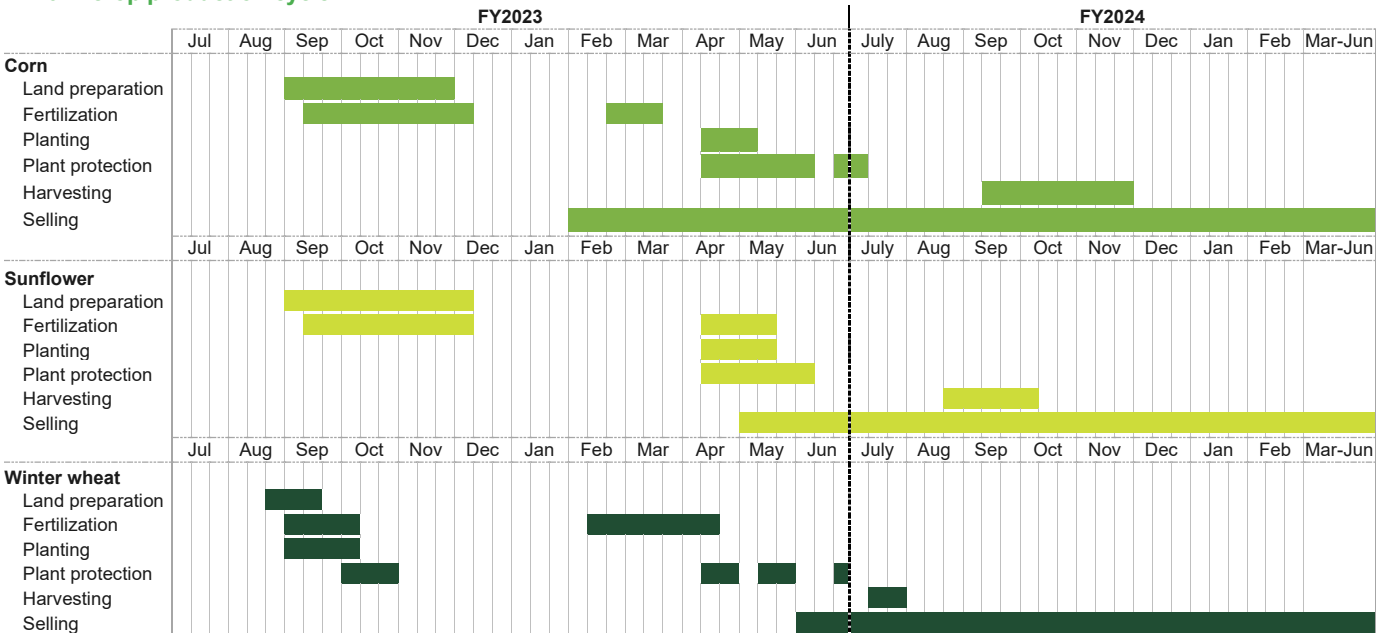 FY2023 FY2024
Jul Aug Sep Oct Nov Dec Jan Feb Mar Apr May Jun July Aug Sep Oct Nov Dec Jan Feb Mar-Jun
Corn
Land preparation
Fertilization
Planting
Plant protection
Harvesting
Selling
Jul Aug Sep Oct Nov Dec Jan Feb Mar Apr May Jun July Aug Sep Oct Nov Dec Jan Feb Mar-Jun
Sunflower
Land preparation
Fertilization
Planting
Plant protection
Harvesting
Selling
Jul Aug Sep Oct Nov Dec Jan Feb Mar Apr May Jun July Aug Sep Oct Nov Dec Jan Feb Mar-Jun
Winter wheat
Land preparation
Fertilization
Planting
Plant protection
Harvesting
Selling